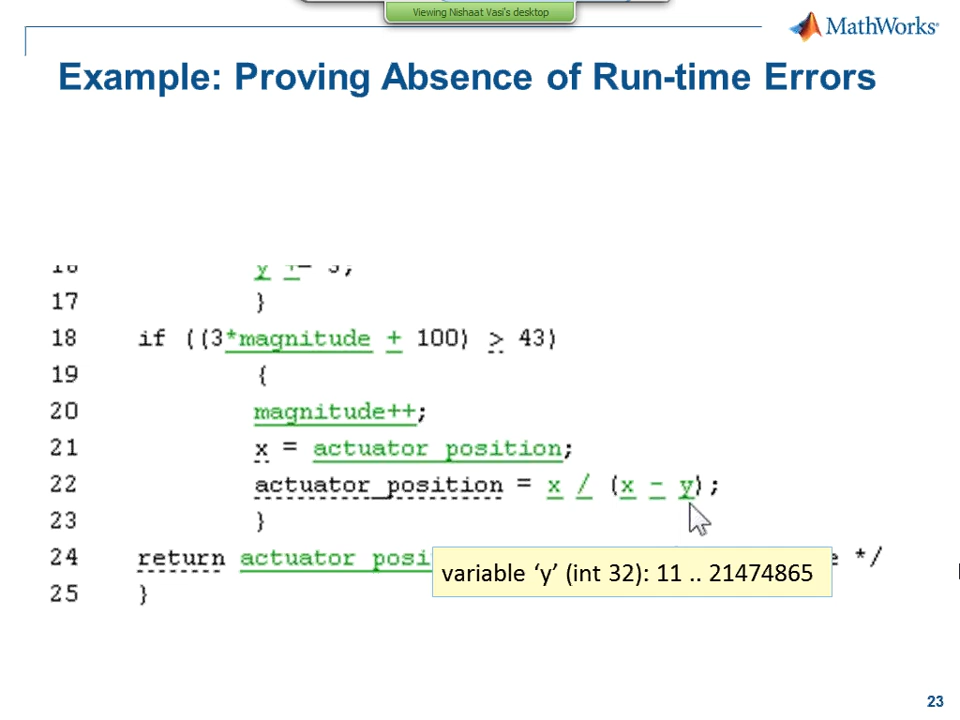 Viewing Nishaat Vasi's desktop
MathWorks®
Example: Proving Absence of Run-time Errors
16 y += 3;
17 }
18 if ((3*magnitude + 100) > 43)
19 {
20 magnitude++;
21 x = actuator_position;
22 actuator_position = x / (x - y);
23 }
24 return actuator_posi */
variable ‘y’ (int 32): 11 .. 21474865
25 }
23